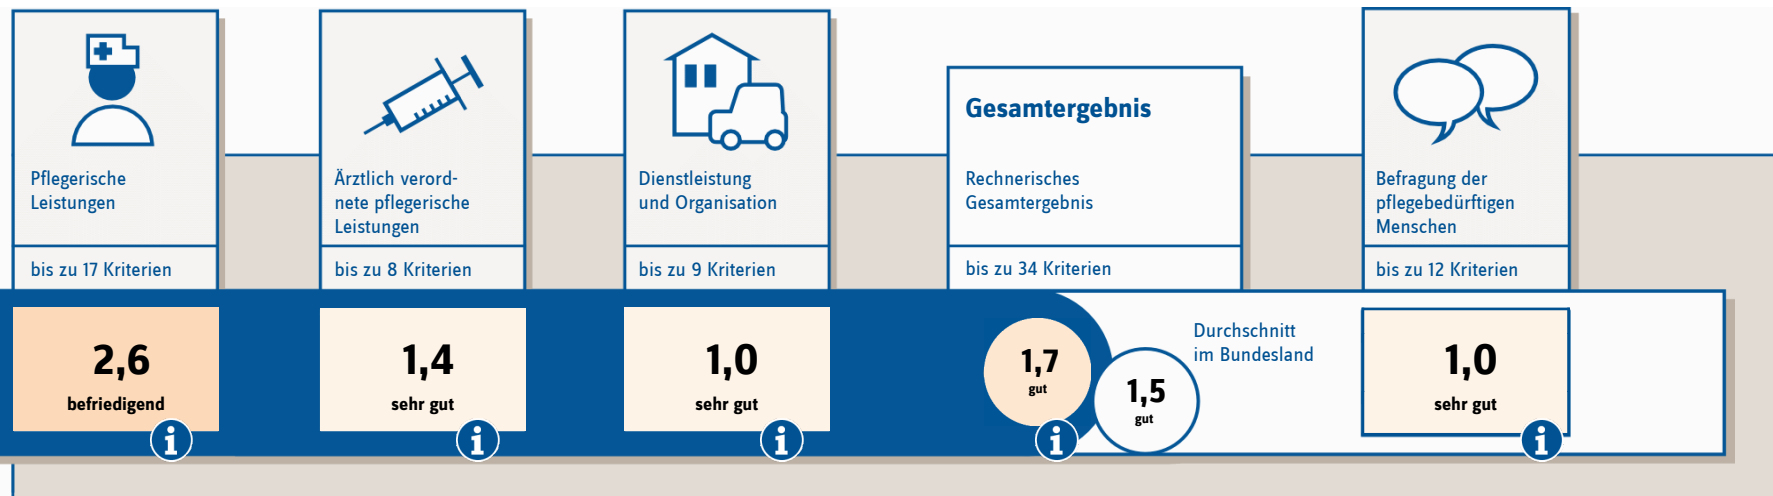 Pflegerische
Leistungen
bis zu 17 Kriterien
2,6
befriedigend
i
Ärztlich verord-
nete pflegerische
Leistungen
bis zu 8 Kriterien
1,4
sehr gut
i
Dienstleistung
und Organisation
bis zu 9 Kriterien
1,0
sehr gut
i
Gesamtergebnis
Rechnerisches
Gesamtergebnis
bis zu 34 Kriterien
1,7
gut
i
1,5
gut
Durchschnitt
im Bundesland
Befragung der
pflegebedürftigen
Menschen
bis zu 12 Kriterien
1,0
sehr gut
i